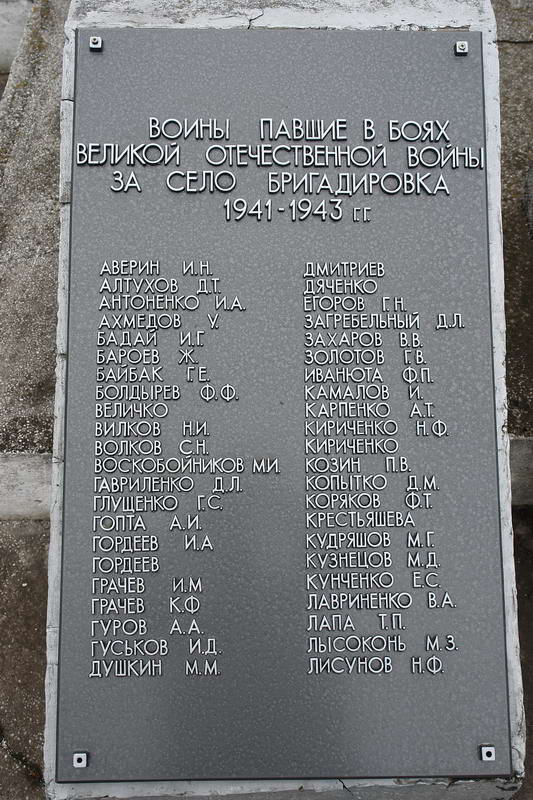 ВОИНЫ ПАВШИЕ В БОЯХ
ВЕЛИКОЙ ОТЕЧЕСТВЕННОЙ ВОЙНЫ
ЗА СЕЛО БРИГАДИРОВКА
1941-1943 Г.Г.
АВЕРИН И.Н.
АЛТУХОВ Д.Т.
АНТОНЕНКО И.А.
АХМЕДОВ У.
БАДАЙ И.Г.
БАРОЕВ Ж.
БАЙБАК Г.Е.
БОЛДЫРЕВ Ф.Ф.
ВЕЛИЧКО
ВИЛКОВ Н.И.
ВОЛКОВ С.Н.
ВОСКОБОЙНИКОВ М.И.
ГАВРИЛЕНКО Д.Л.
ГЛУЩЕНКО Г.С.
ГОПТА А.И.
ГОРДЕЕВ И.А
ГОРДЕЕВ
ГРАЧЕВ И.М
ГРАЧЕВ К.Ф
ГУРОВ А.А.
ГУСЬКОВ И.Д.
ДУШКИН М.М.
ДМИТРИЕВ
ДЯЧЕНКО
ЕГОРОВ Г.Н.
ЗАГРЕБЕЛЬНЫЙ Д.Л.
ЗАХАРОВ В.В.
ЗОЛОТОВ Г.В.
ИВАНЮТА Ф.П.
КАМАЛОВ И.
КАРПЕНКО А.Т.
КИРИЧЕНКО Н.Ф.
КИРИЧЕНКО
КОЗИН П.В.
КОПЫТКО Д.М.
КОРЯКОВ Ф.Т.
КРЕСТЬЯШЕВА
КУДРЯШОВ М.Г.
КУЗНЕЦОВ М.Д.
КУНЧЕНКО Е.С.
ЛАВРИНЕНКО В.А.
ЛАПА Т.П.
ЛЫСОКОНЬ М.З.
ЛИСУНОВ Н.Ф.